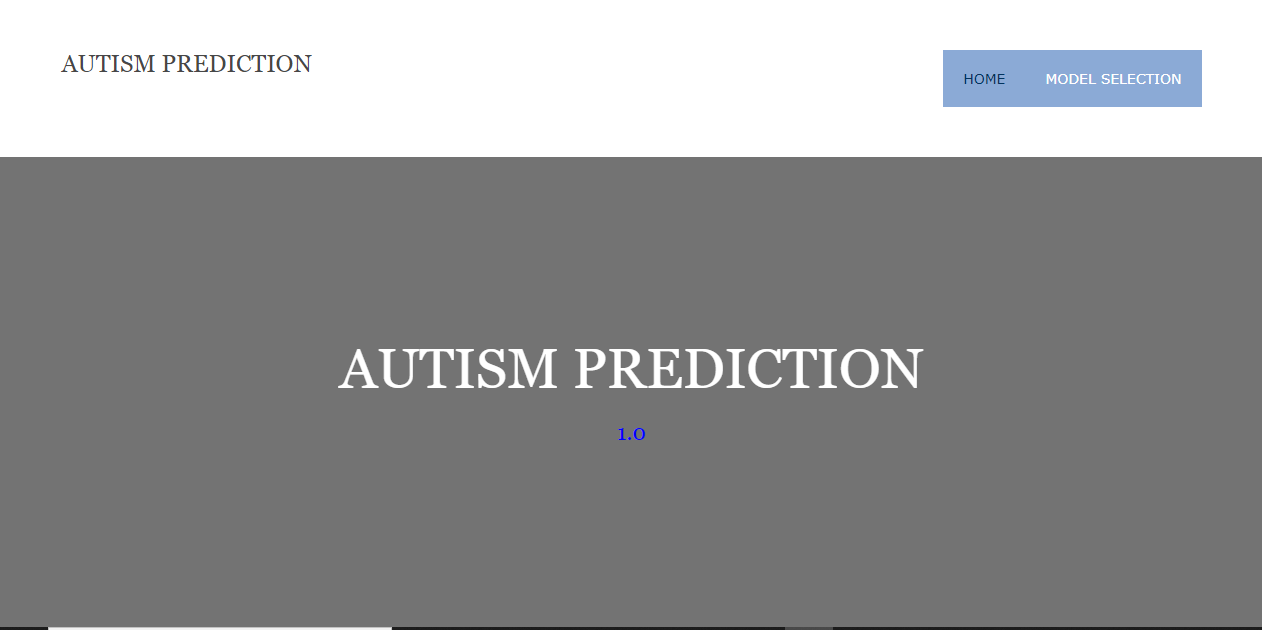 AUTISM PREDICTION
HOME MODEL SELECTION
AUTISM PREDICTION
1.0